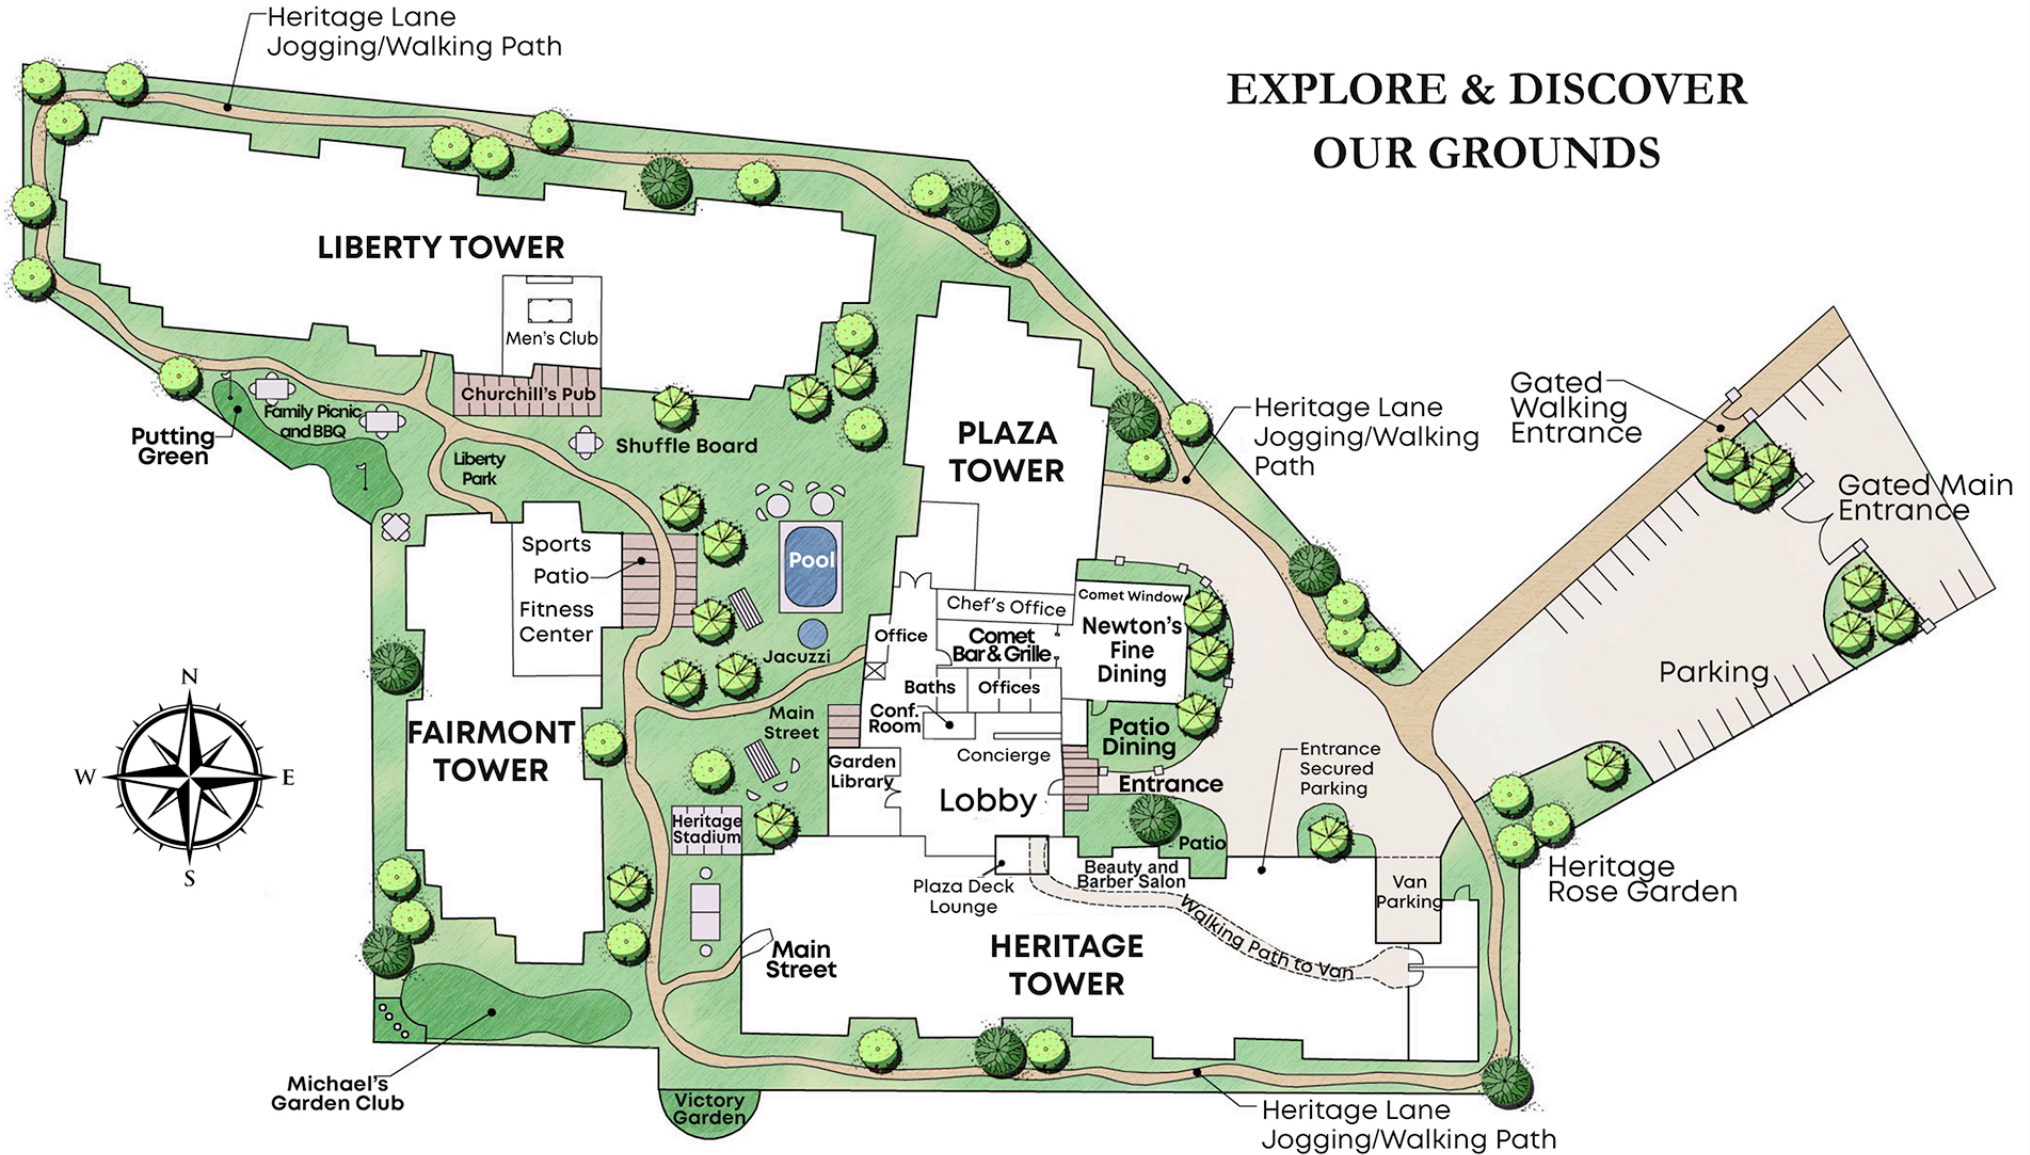 Heritage Lane
Jogging/Walking Path
EXPLORE & DISCOVER
OUR GROUNDS
LIBERTY TOWER
Men's Club
Churchill's Pub
Putting
Green
Family Picnic
and BBQ
Liberty
Park
Shuffle Board
PLAZA
TOWER
Heritage Lane
Jogging/Walking
Path
Gated
Walking
Entrance
Gated Main
Entrance
Parking
Sports
Patio
Fitness
Center
Pool
Jacuzzi
Chef's Office
Comet Window
Office
Comet
Bar & Grille
Newton's
Fine
Dining
Baths
Offices
Conf.
Room
Main
Street
Patio
Dining
Concierge
Garden
Library
Lobby
Entrance
Entrance
Secured
Parking
FAIRMONT
TOWER
N
W
E
S
Heritage
Stadium
Patio
Plaza Deck
Lounge
Beauty and
Barber Salon
Van
Parking
Heritage
Rose Garden
Walking Path to Van
Main
Street
HERITAGE
TOWER
Michael's
Garden Club
Victory
Garden
Heritage Lane
Jogging/Walking Path